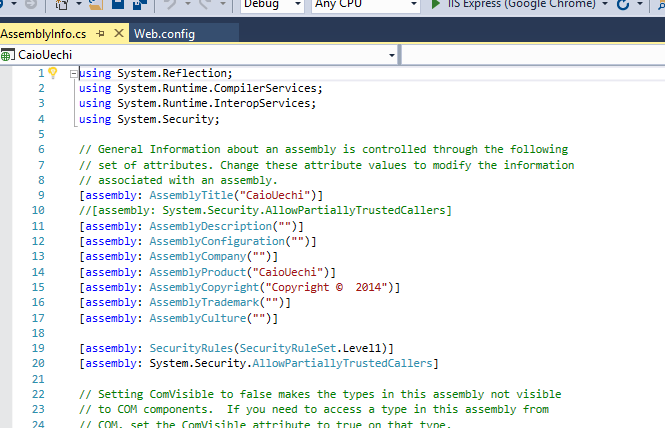 Debug Any CPU IIS Express (Google Chrome)
AssemblyInfo.cs Web.config
CaioUechi
1 using System.Reflection;
2 using System.Runtime.CompilerServices;
3 using System.Runtime.InteropServices;
4 using System.Security;
5
6 // General Information about an assembly is controlled through the following
7 // set of attributes. Change these attribute values to modify the information
8 // associated with an assembly.
9 [assembly: AssemblyTitle("CaioUechi")]
10 //[assembly: System.Security.AllowPartiallyTrustedCallers]
11 [assembly: AssemblyDescription("")]
12 [assembly: AssemblyConfiguration("")]
13 [assembly: AssemblyCompany("")]
14 [assembly: AssemblyProduct("CaioUechi")]
15 [assembly: AssemblyCopyright("Copyright ©  2014")]
16 [assembly: AssemblyTrademark("")]
17 [assembly: AssemblyCulture("")]
18
19 [assembly: SecurityRules(SecurityRuleSet.Level1)]
20 [assembly: System.Security.AllowPartiallyTrustedCallers]
21
22 // Setting ComVisible to false makes the types in this assembly not visible
23 // to COM components.  If you need to access a type in this assembly from
24 // COM, set the ComVisible attribute to true on that type.